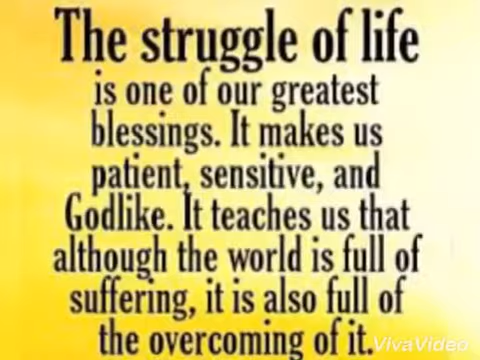 The struggle of life
is one of our greatest
blessings. It makes us
patient, sensitive, and
Godlike. It teaches us that
although the world is full of
suffering, it is also full of
the overcoming of it.
VivaVideo